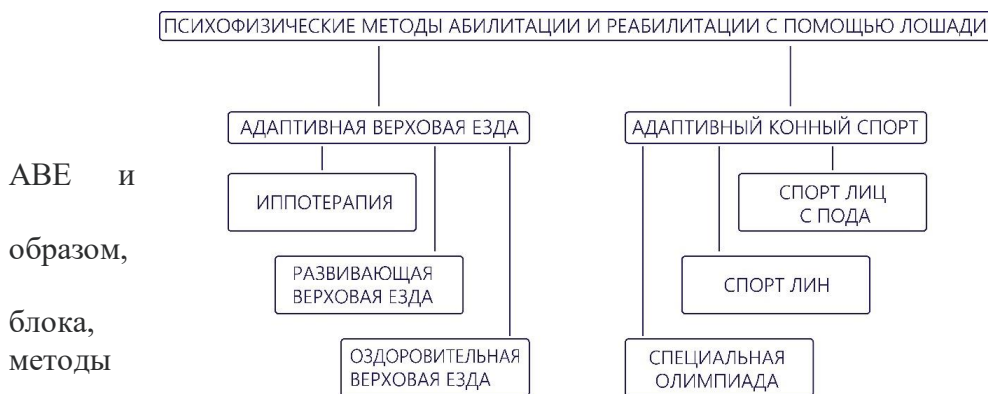 ПСИХОФИЗИЧЕСКИЕ МЕТОДЫ АБИЛИТАЦИИ И РЕАБИЛИТАЦИИ С ПОМОЩЬЮ ЛОШАДИ
АДАПТИВНАЯ ВЕРХОВАЯ ЕЗДА
АДАПТИВНЫЙ КОННЫЙ СПОРТ
АВЕ и
ИППОТЕРАПИЯ
СПОРТ ЛИЦ
С ПОДА
образом,
РАЗВИВАЮЩАЯ
ВЕРХОВАЯ ЕЗДА
СПОРТ ЛИН
блока,
методы
ОЗДОРОВИТЕЛЬНАЯ
ВЕРХОВАЯ ЕЗДА
СПЕЦИАЛЬНАЯ
ОЛИМПИАДА